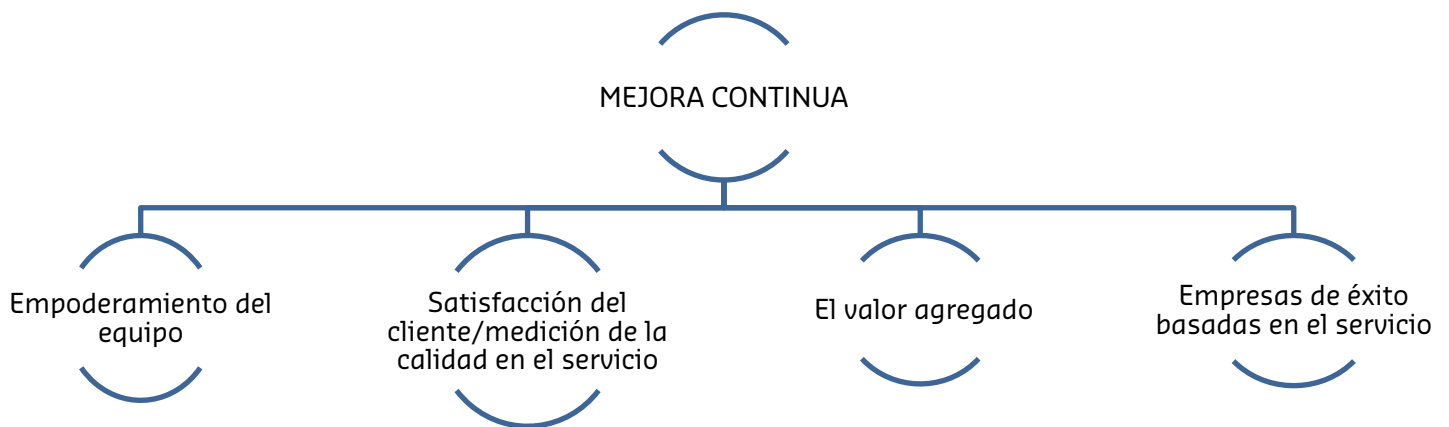 MEJORA CONTINUA
Empoderamiento del
equipo
Satisfacción del
cliente/medición de la
calidad en el servicio
El valor agregado
Empresas de éxito
basadas en el servicio